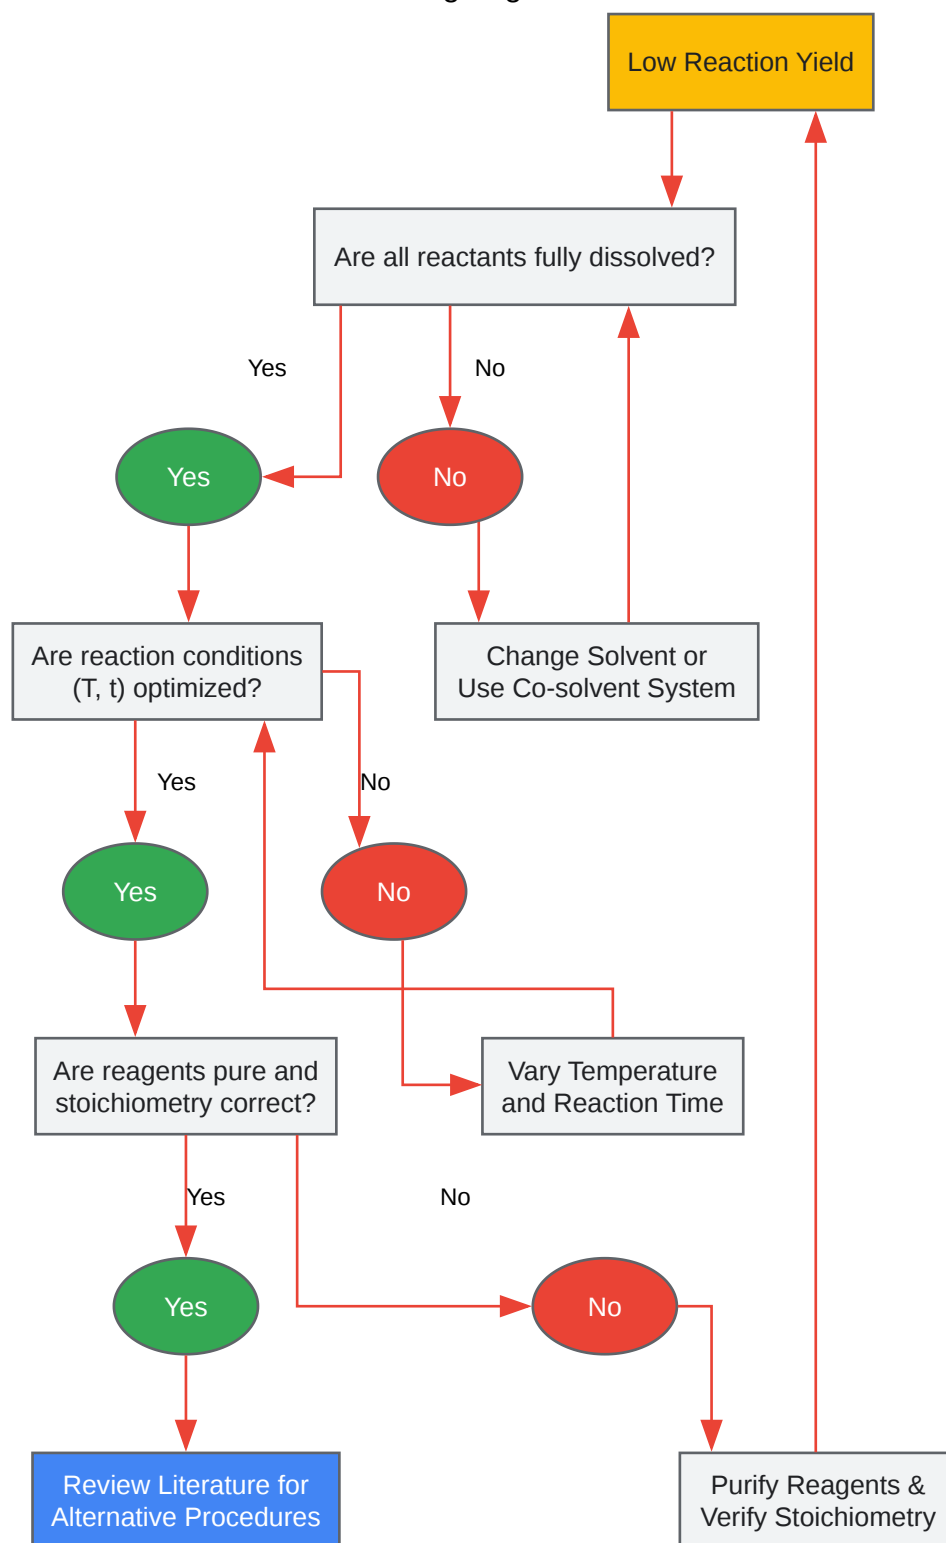 Low Reaction Yield
Are all reactants fully dissolved?
Yes
No
Yes
No
Are reaction conditions
(T, t) optimized?
Change Solvent or
Use Co-solvent System
Yes
No
Yes
No
Are reagents pure and
stoichiometry correct?
Vary Temperature
and Reaction Time
Yes
No
Yes
No
Review Literature for
Alternative Procedures
Purify Reagents &
Verify Stoichiometry